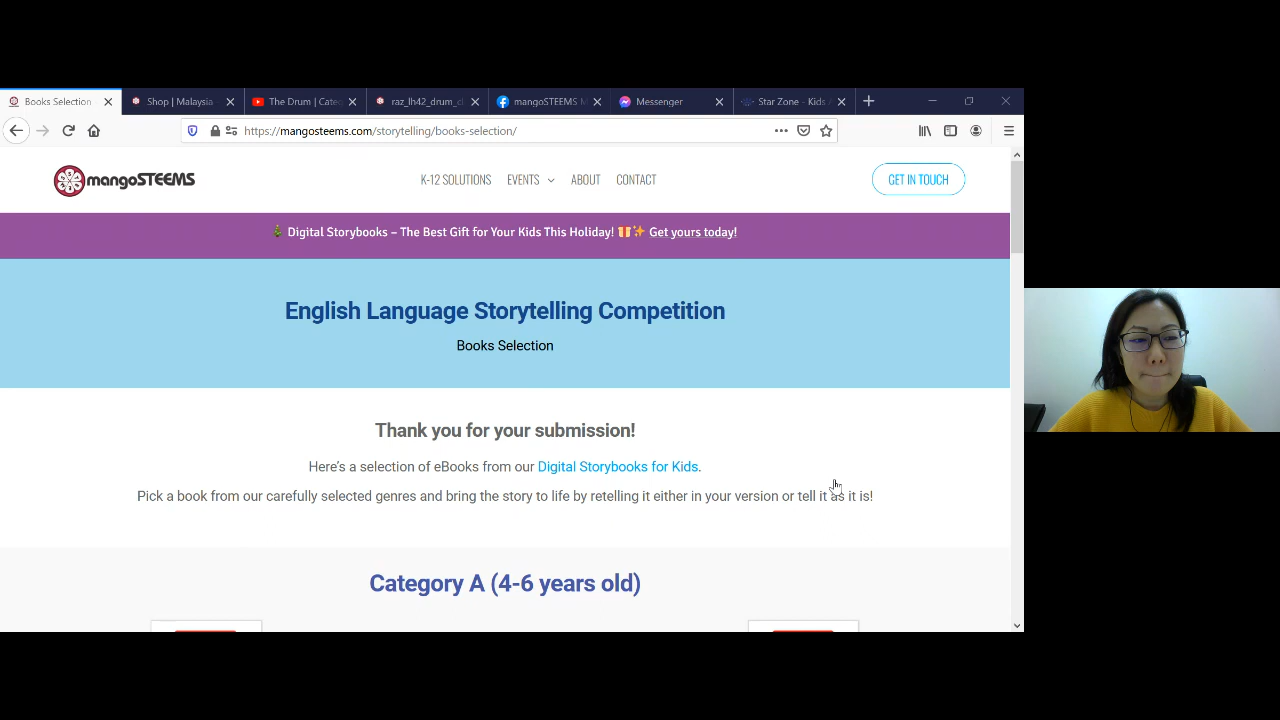 Books Selection
Shop | Malaysia
The Drum | Cate
raz_lh42_drum_cl
mangoSTEEMS M
Messenger
Star Zone - Kids A
https://mangosteems.com/storytelling/books-selection/
mangoSTEEMS
K-12 SOLUTIONS EVENTS ABOUT CONTACT
GET IN TOUCH
Digital Storybooks – The Best Gift for Your Kids This Holiday! 🎁✨ Get yours today!
English Language Storytelling Competition
Books Selection
Thank you for your submission!
Here's a selection of eBooks from our Digital Storybooks for Kids.
Pick a book from our carefully selected genres and bring the story to life by retelling it either in your version or tell it as it is!
Category A (4-6 years old)